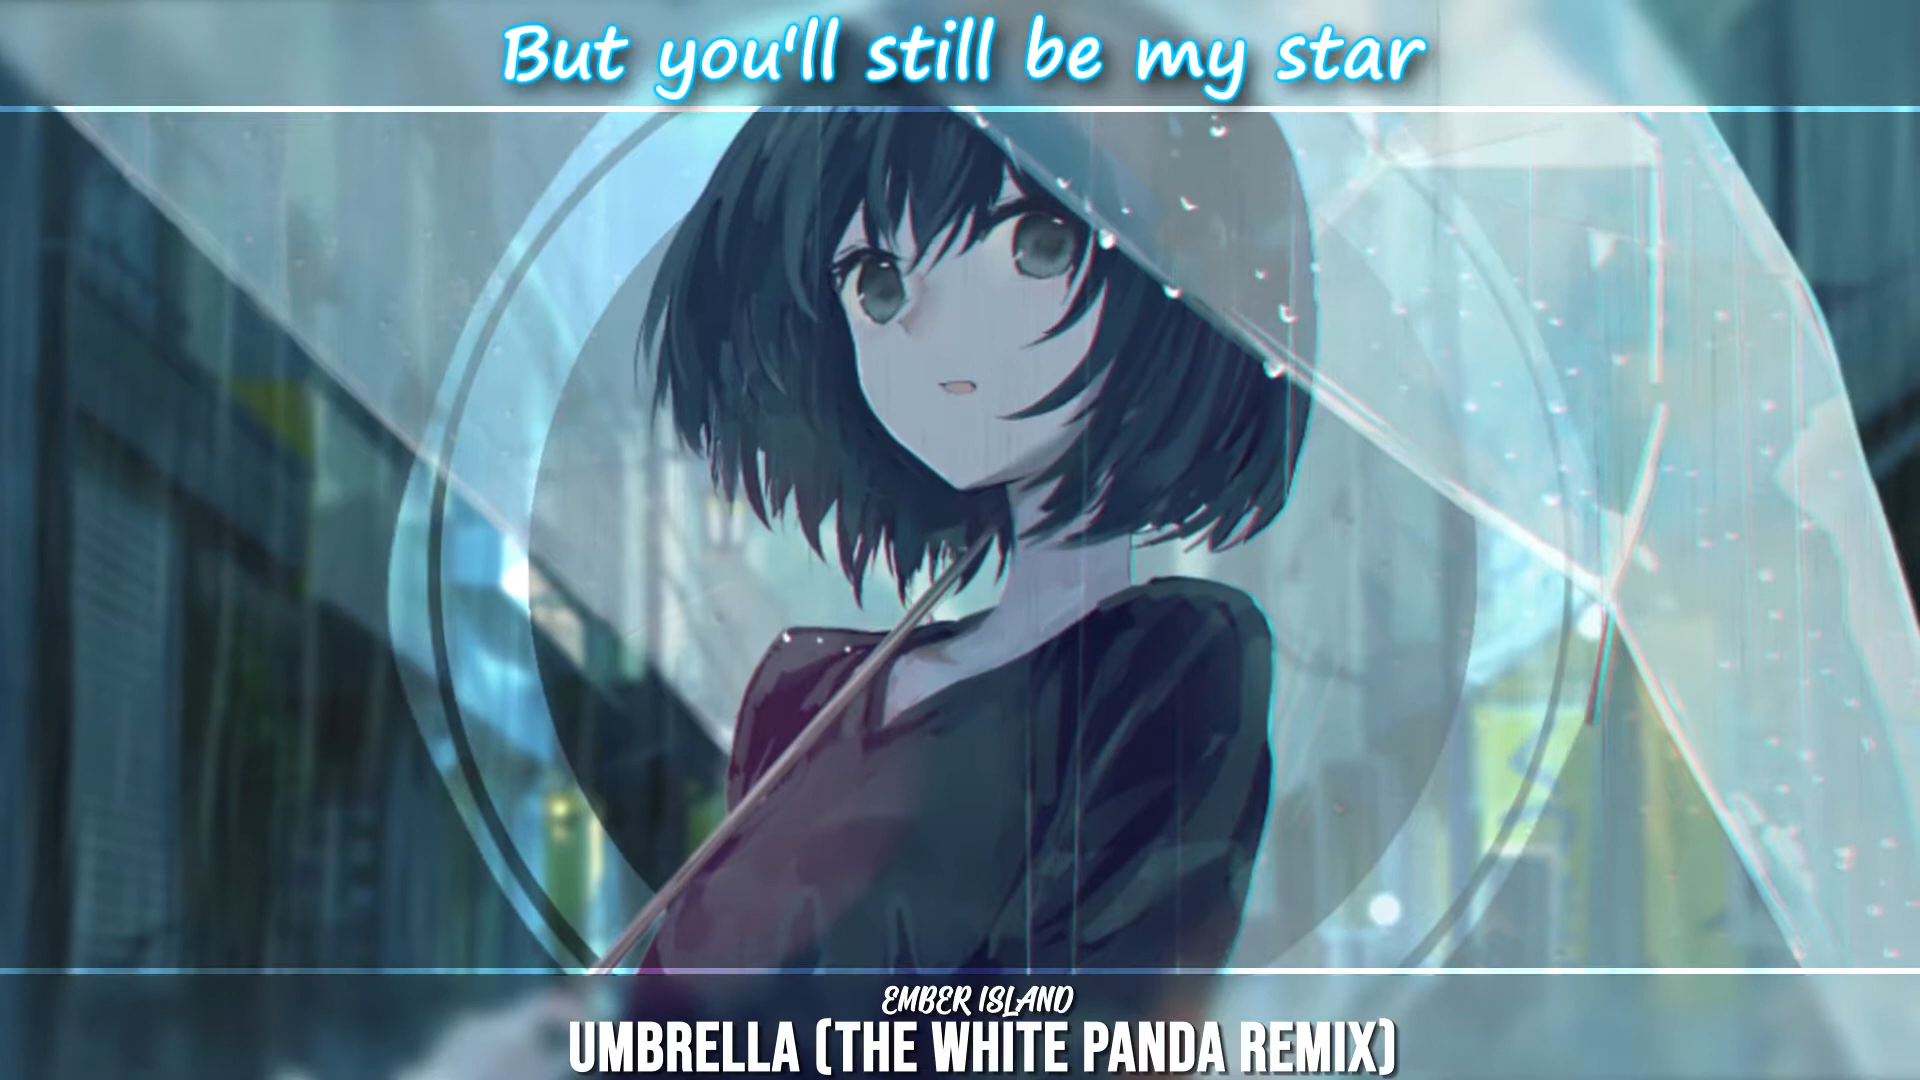 But you'll still be my star
EMBER ISLAND
UMBRELLA (THE WHITE PANDA REMIX)